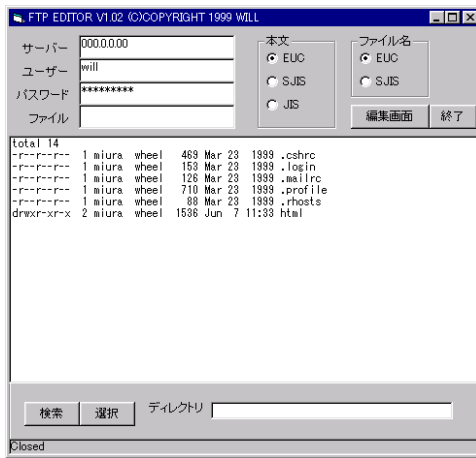 FTP EDITOR V1.02 (C)COPYRIGHT 1999 WILL
サーバー 000.0.0.00
ユーザー will
パスワード *********
ファイル
本文
EUC
SJIS
JIS
ファイル名
EUC
SJIS
編集画面 終了
total 14
-r--r--r-- 1 miura wheel 469 Mar 23 1999 .cshrc
-r--r--r-- 1 miura wheel 153 Mar 23 1999 .login
-r--r--r-- 1 miura wheel 126 Mar 23 1999 .mailrc
-r--r--r-- 1 miura wheel 710 Mar 23 1999 .profile
-r--r--r-- 1 miura wheel 88 Mar 23 1999 .rhosts
drwxr-xr-x 2 miura wheel 1536 Jun 7 11:33 html
検索 選択 ディレクトリ
Closed